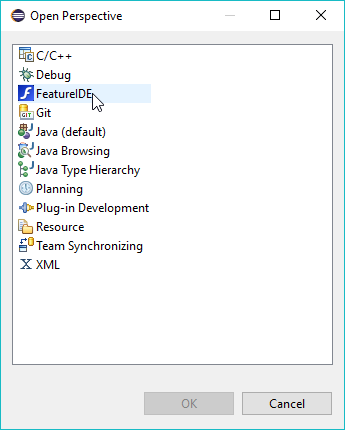 Open Perspective
C/C++
Debug
FeatureIDE
Git
Java (default)
Java Browsing
Java Type Hierarchy
Planning
Plug-in Development
Resource
Team Synchronizing
XML
OK
Cancel